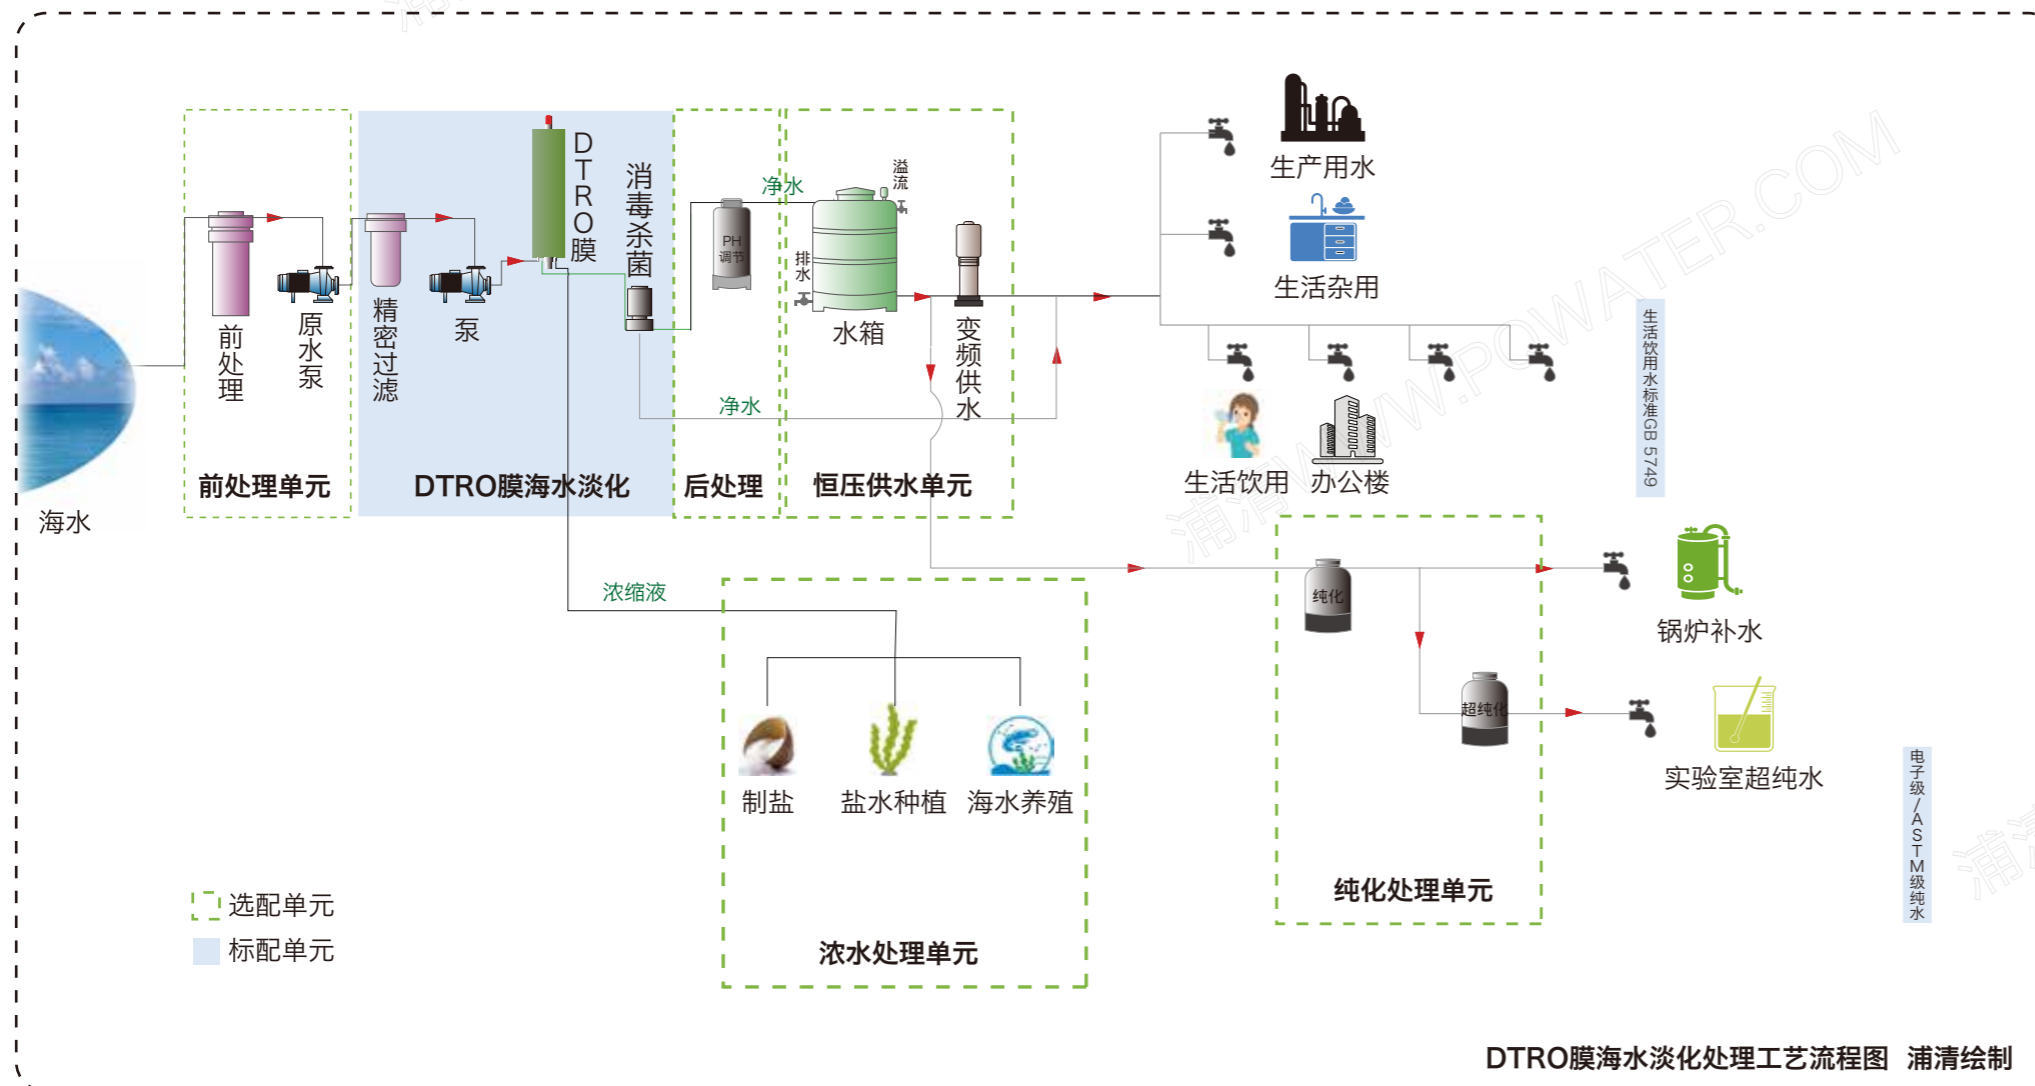 海水
前处理
原水泵
前处理单元
精密过滤
泵
DTRO膜
消毒杀菌
DTRO膜海水淡化
PH
调节
后处理
净水
净水
溢流
排水
水箱
变频供水
恒压供水单元
生产用水
生活杂用
生活饮用
办公楼
生活饮用水标准GB 5749
浓缩液
制盐
盐水种植
海水养殖
浓水处理单元
纯化
超纯化
纯化处理单元
锅炉补水
实验室超纯水
电子级/ASTM级纯水
选配单元
标配单元
DTRO膜海水淡化处理工艺流程图 浦清绘制
浦清WWW.POWATER.COM